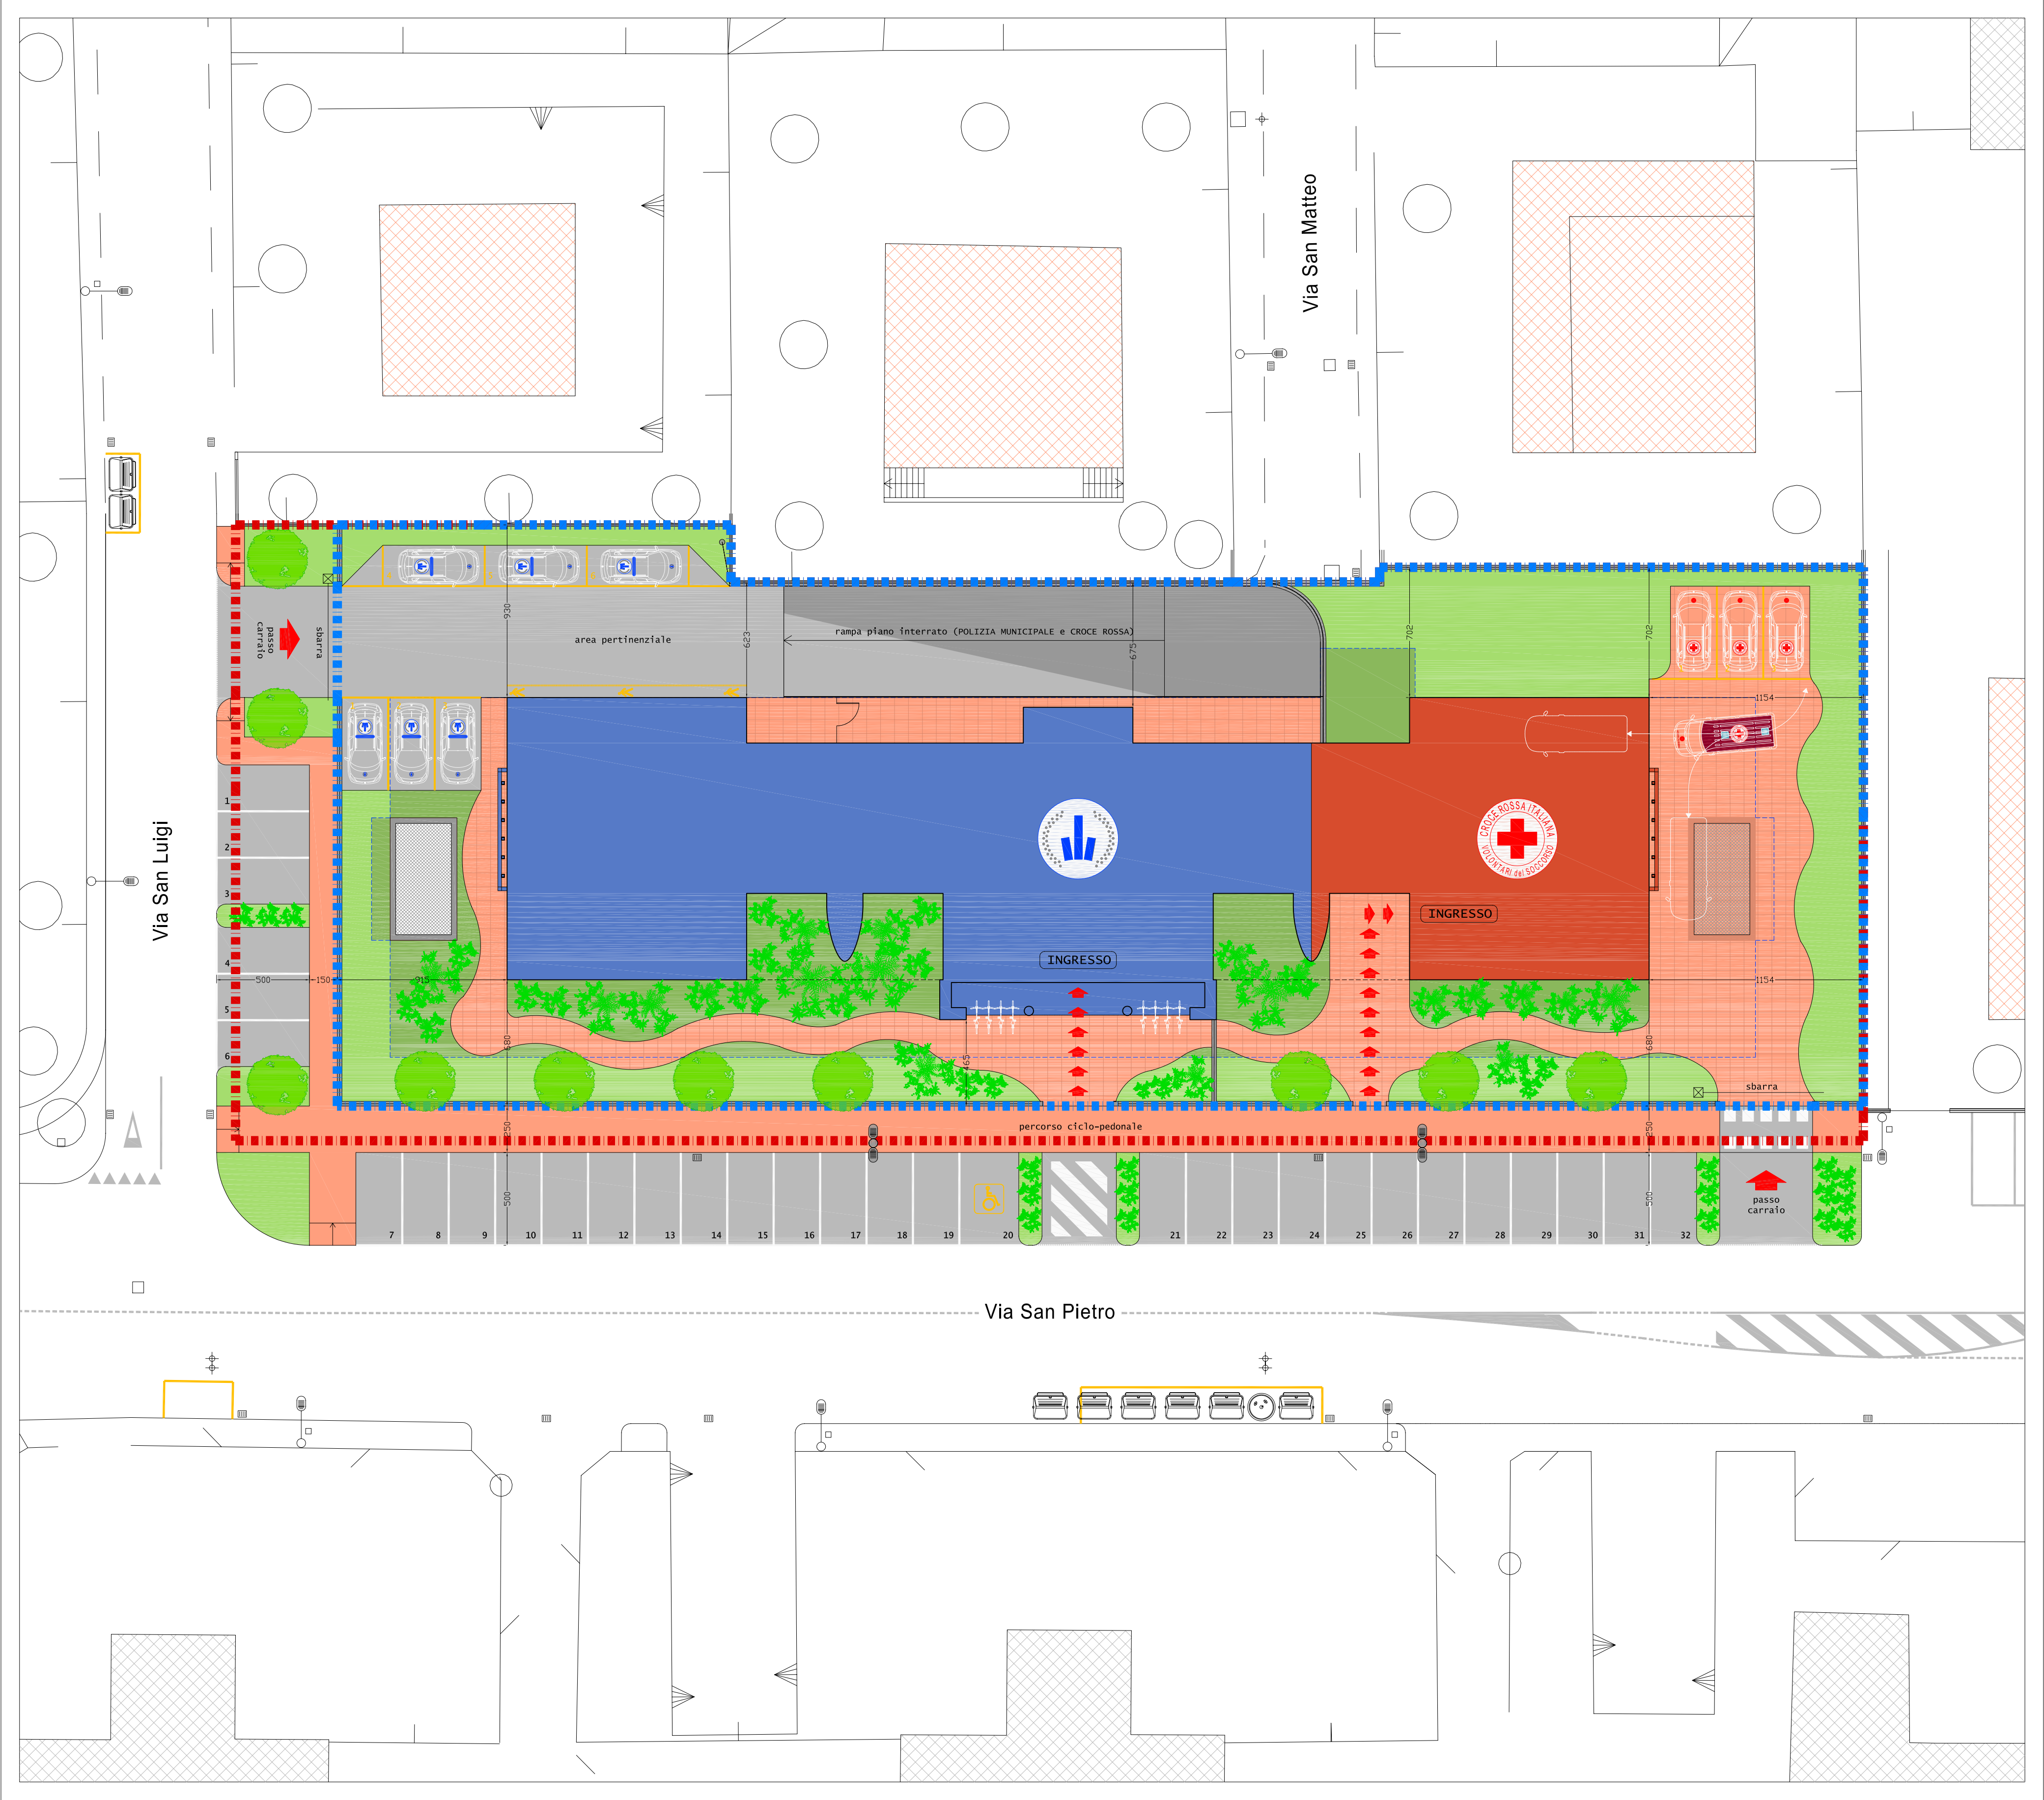 Via San Matteo
930
area pertinenziale
623
rampa piano interrato (POLIZIA MUNICIPALE e CROCE ROSSA)
675
702
702
1154
passo
carraio
sbarra
Via San Luigi
1
2
3
4
5
6
CROCE ROSSA ITALIANA
VOLONTARI del SOCCORSO
INGRESSO
INGRESSO
500
150
915
1154
680
465
680
sbarra
250
percorso ciclo-pedonale
250
500
500
passo
carraio
7 8 9 10 11 12 13 14 15 16 17 18 19 20 21 22 23 24 25 26 27 28 29 30 31 32
Via San Pietro